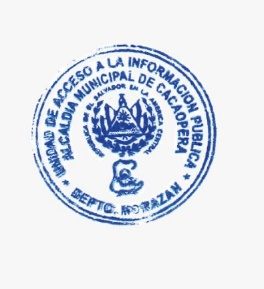 UNIDAD DE ACCESO A LA INFORMACION PUBLICA
ALCALDIA MUNICIPAL DE CACAOPERA
REPUBLICA DE EL SALVADOR EN LA AMERICA CENTRAL
DEPTO. MORAZAN